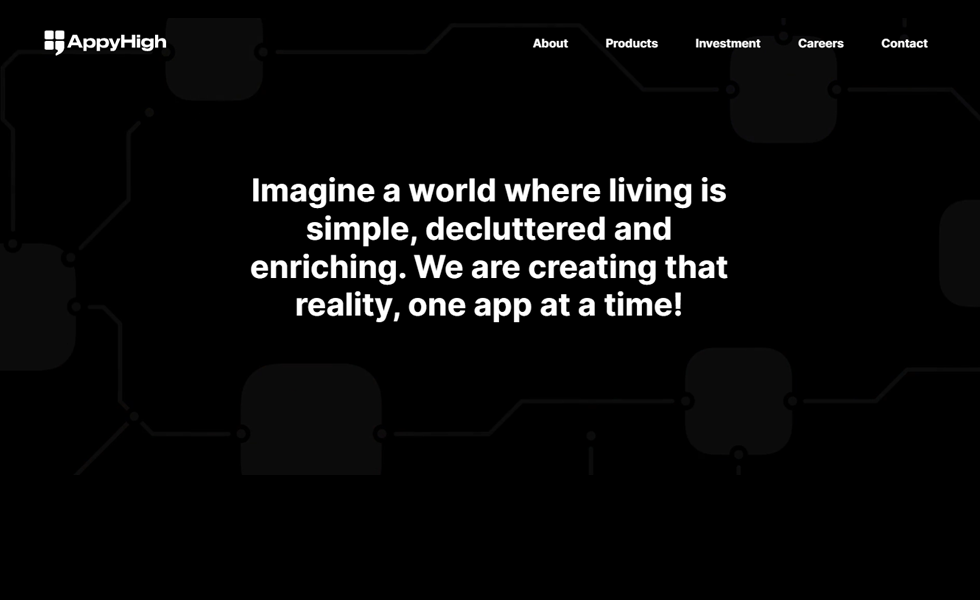 AppyHigh
About Products Investment Careers Contact
Imagine a world where living is
simple, decluttered and
enriching. We are creating that
reality, one app at a time!